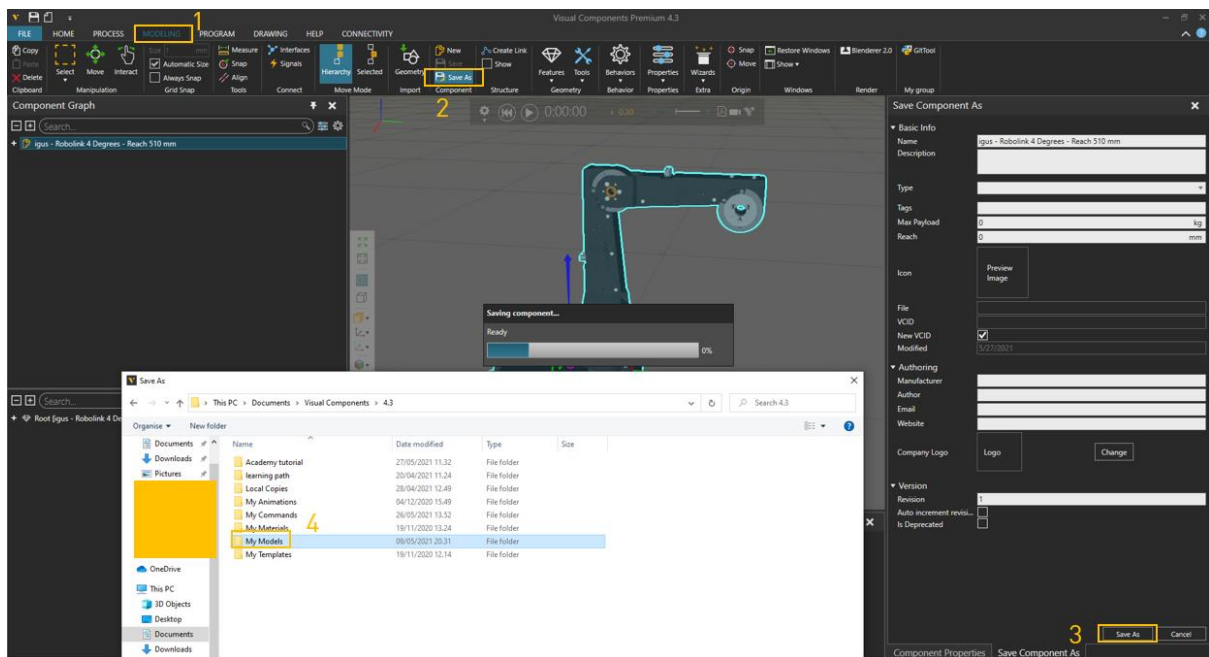 Visual Components Premium 4.3
1
FILE HOME PROCESS MODELING PROGRAM DRAWING HELP CONNECTIVITY
Copy
Paste
Delete
Clipboard
Select Move Interact
Manipulation
Size 1 mm
Automatic Size
Always Snap
Grid Snap
Measure
Snap
Align
Tools
Interfaces
Signals
Connect
Hierarchy Selected
Move Mode
Geometry
Import
New
Save
Save As
Component
2
Create Link
Show
Structure
Features Tools
Geometry
Behaviors
Behavior
Properties
Properties
Wizards
Extra
Snap
Move
Origin
Restore Windows
Show
Windows
Blenderer 2.0
Render
GitTool
My group
Component Graph
Search...
igus - Robolink 4 Degrees - Reach 510 mm
0:00:00
Saving component...
Ready
0%
Search...
Root [igus - Robolink 4 De
Save As
This PC > Documents > Visual Components > 4.3
Search 4.3
Organise New folder
Documents
Downloads
Pictures
OneDrive
This PC
3D Objects
Desktop
Documents
Downloads
Name Date modified Type Size
Academy tutorial 27/05/2021 11.32 File folder
learning path 20/04/2021 11.24 File folder
Local Copies 28/04/2021 12.49 File folder
My Animations 04/12/2020 15.49 File folder
My Commands 26/05/2021 13.52 File folder
My Materials 19/11/2020 13.24 File folder
4
My Models 09/05/2021 20.31 File folder
My Templates 19/11/2020 12.14 File folder
Save Component As
Basic Info
Name igus - Robolink 4 Degrees - Reach 510 mm
Description
Type
Tags
Max Payload 0 kg
Reach 0 mm
Icon
Preview
Image
File
VCID
New VCID
Modified 5/27/2021
Authoring
Manufacturer
Author
Email
Website
Company Logo Logo Change
Version
Revision 1
Auto increment revisi...
Is Deprecated
3
Save As Cancel
Component Properties Save Component As